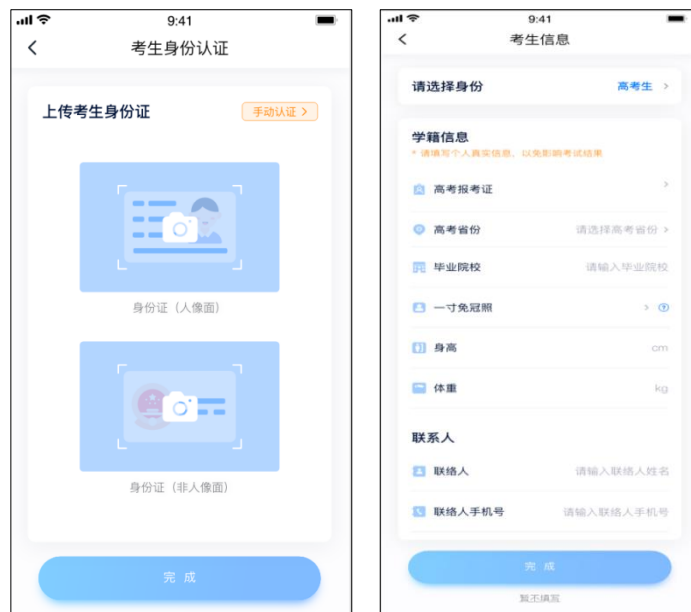 9:41
考生身份认证
上传考生身份证
手动认证 >
身份证（人像面）
身份证（非人像面）
完 成
9:41
考生信息
请选择身份 高考生 >
学籍信息
* 请填写个人真实信息，以免影响考试结果
高考报考证 >
高考省份 请选择高考省份 >
毕业院校 请输入毕业院校
一寸免冠照 > ?
身高 cm
体重 kg
联系人
联络人 请输入联络人姓名
联络人手机号 请输入联络人手机号
完 成
暂不填写